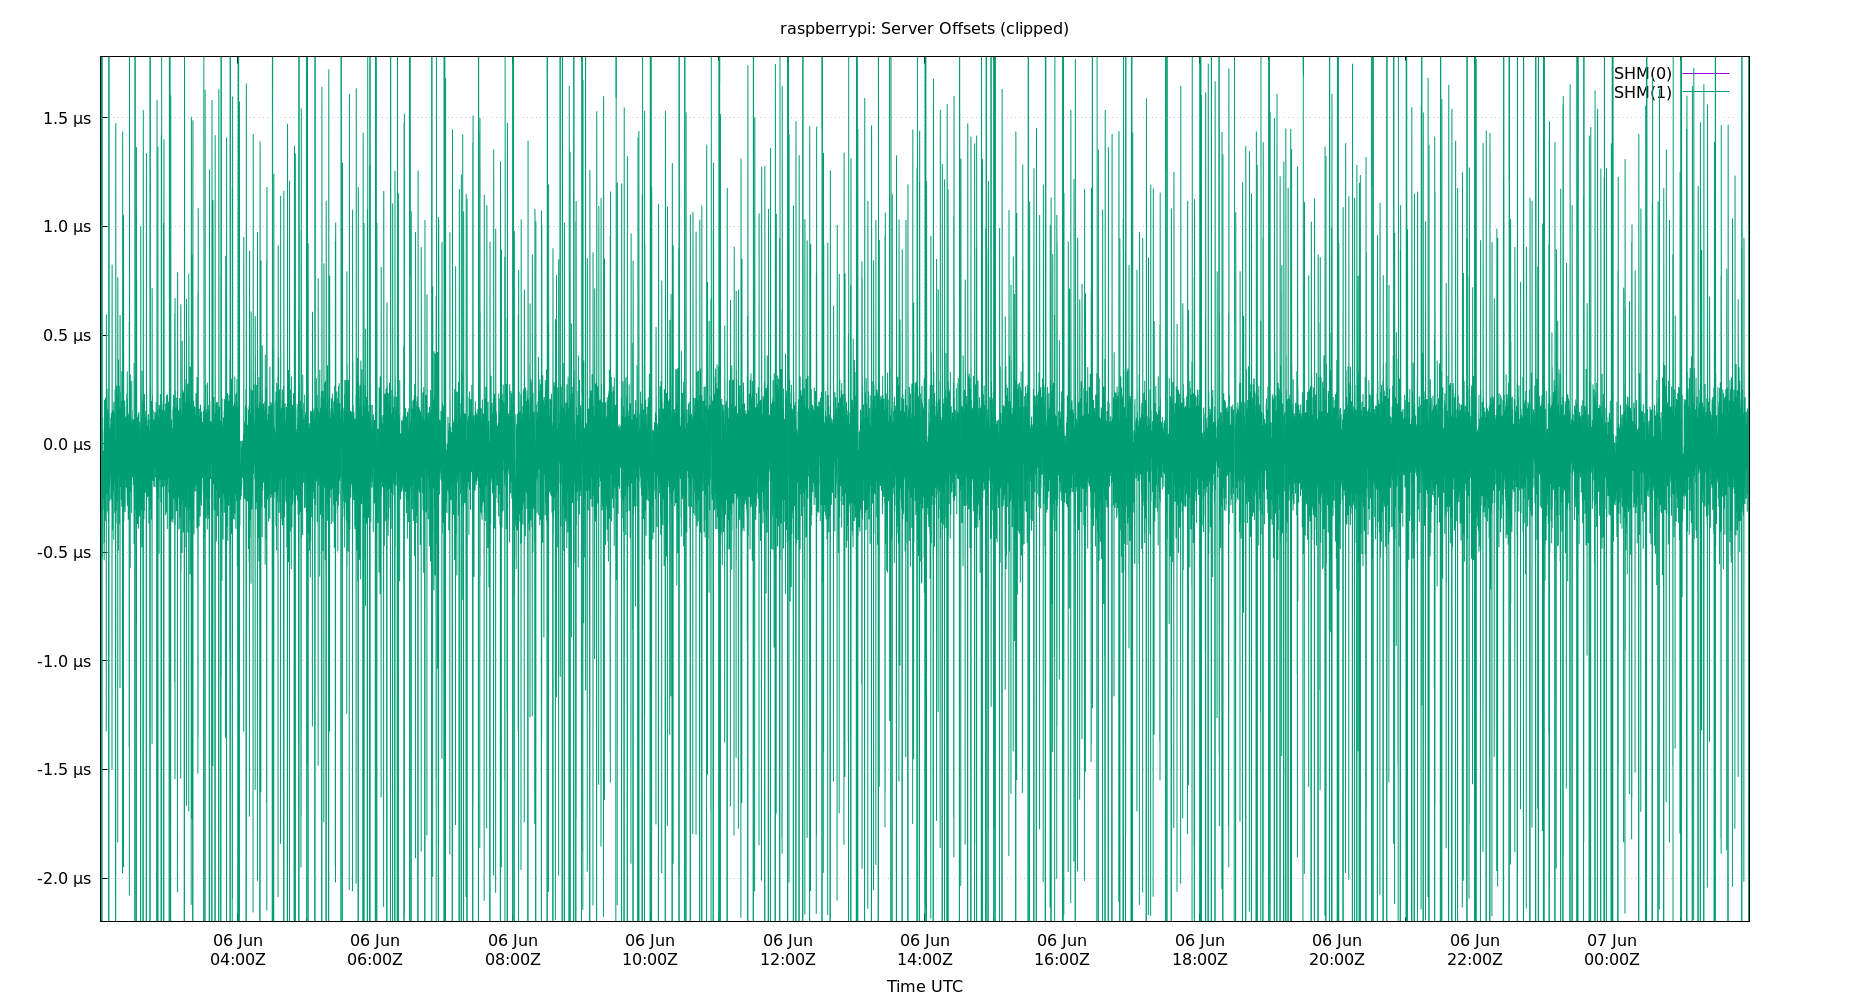 raspberrypi: Server Offsets (clipped)
SHM(0)
SHM(1)
1.5 µs
1.0 µs
0.5 µs
0.0 µs
-0.5 µs
-1.0 µs
-1.5 µs
-2.0 µs
06 Jun 06 Jun 06 Jun 06 Jun 06 Jun 06 Jun 06 Jun 06 Jun 06 Jun 06 Jun 07 Jun
04:00Z 06:00Z 08:00Z 10:00Z 12:00Z 14:00Z 16:00Z 18:00Z 20:00Z 22:00Z 00:00Z
Time UTC